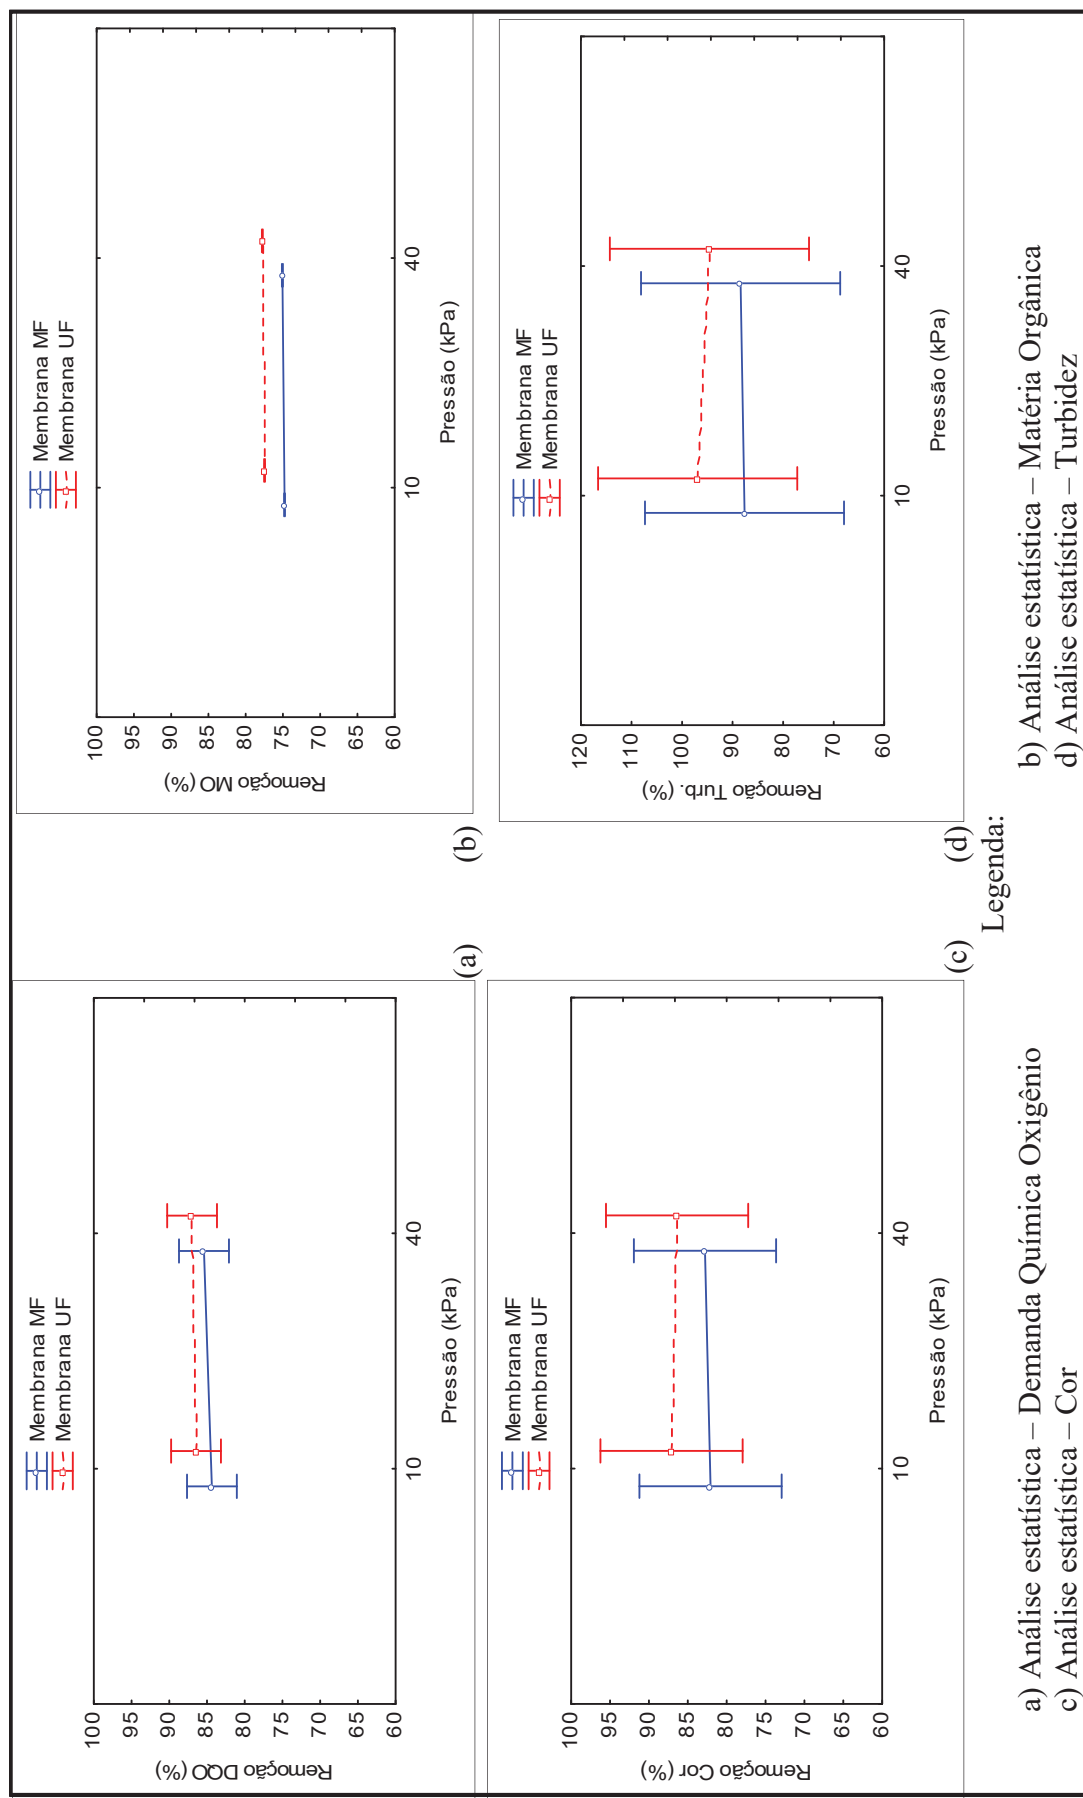 Membrana MF
Membrana UF
100
95
90
85
80
75
70
65
60
Remoção DQO (%)
10
40
Pressão (kPa)
(a)
Membrana MF
Membrana UF
100
95
90
85
80
75
70
65
60
Remoção MO (%)
10
40
Pressão (kPa)
(b)
Membrana MF
Membrana UF
100
95
90
85
80
75
70
65
60
Remoção Cor (%)
10
40
Pressão (kPa)
(c)
Membrana MF
Membrana UF
120
110
100
90
80
70
60
Remoção Turb. (%)
10
40
Pressão (kPa)
(d)
Legenda:
a) Análise estatística – Demanda Química Oxigênio
b) Análise estatística – Matéria Orgânica
c) Análise estatística – Cor
d) Análise estatística – Turbidez